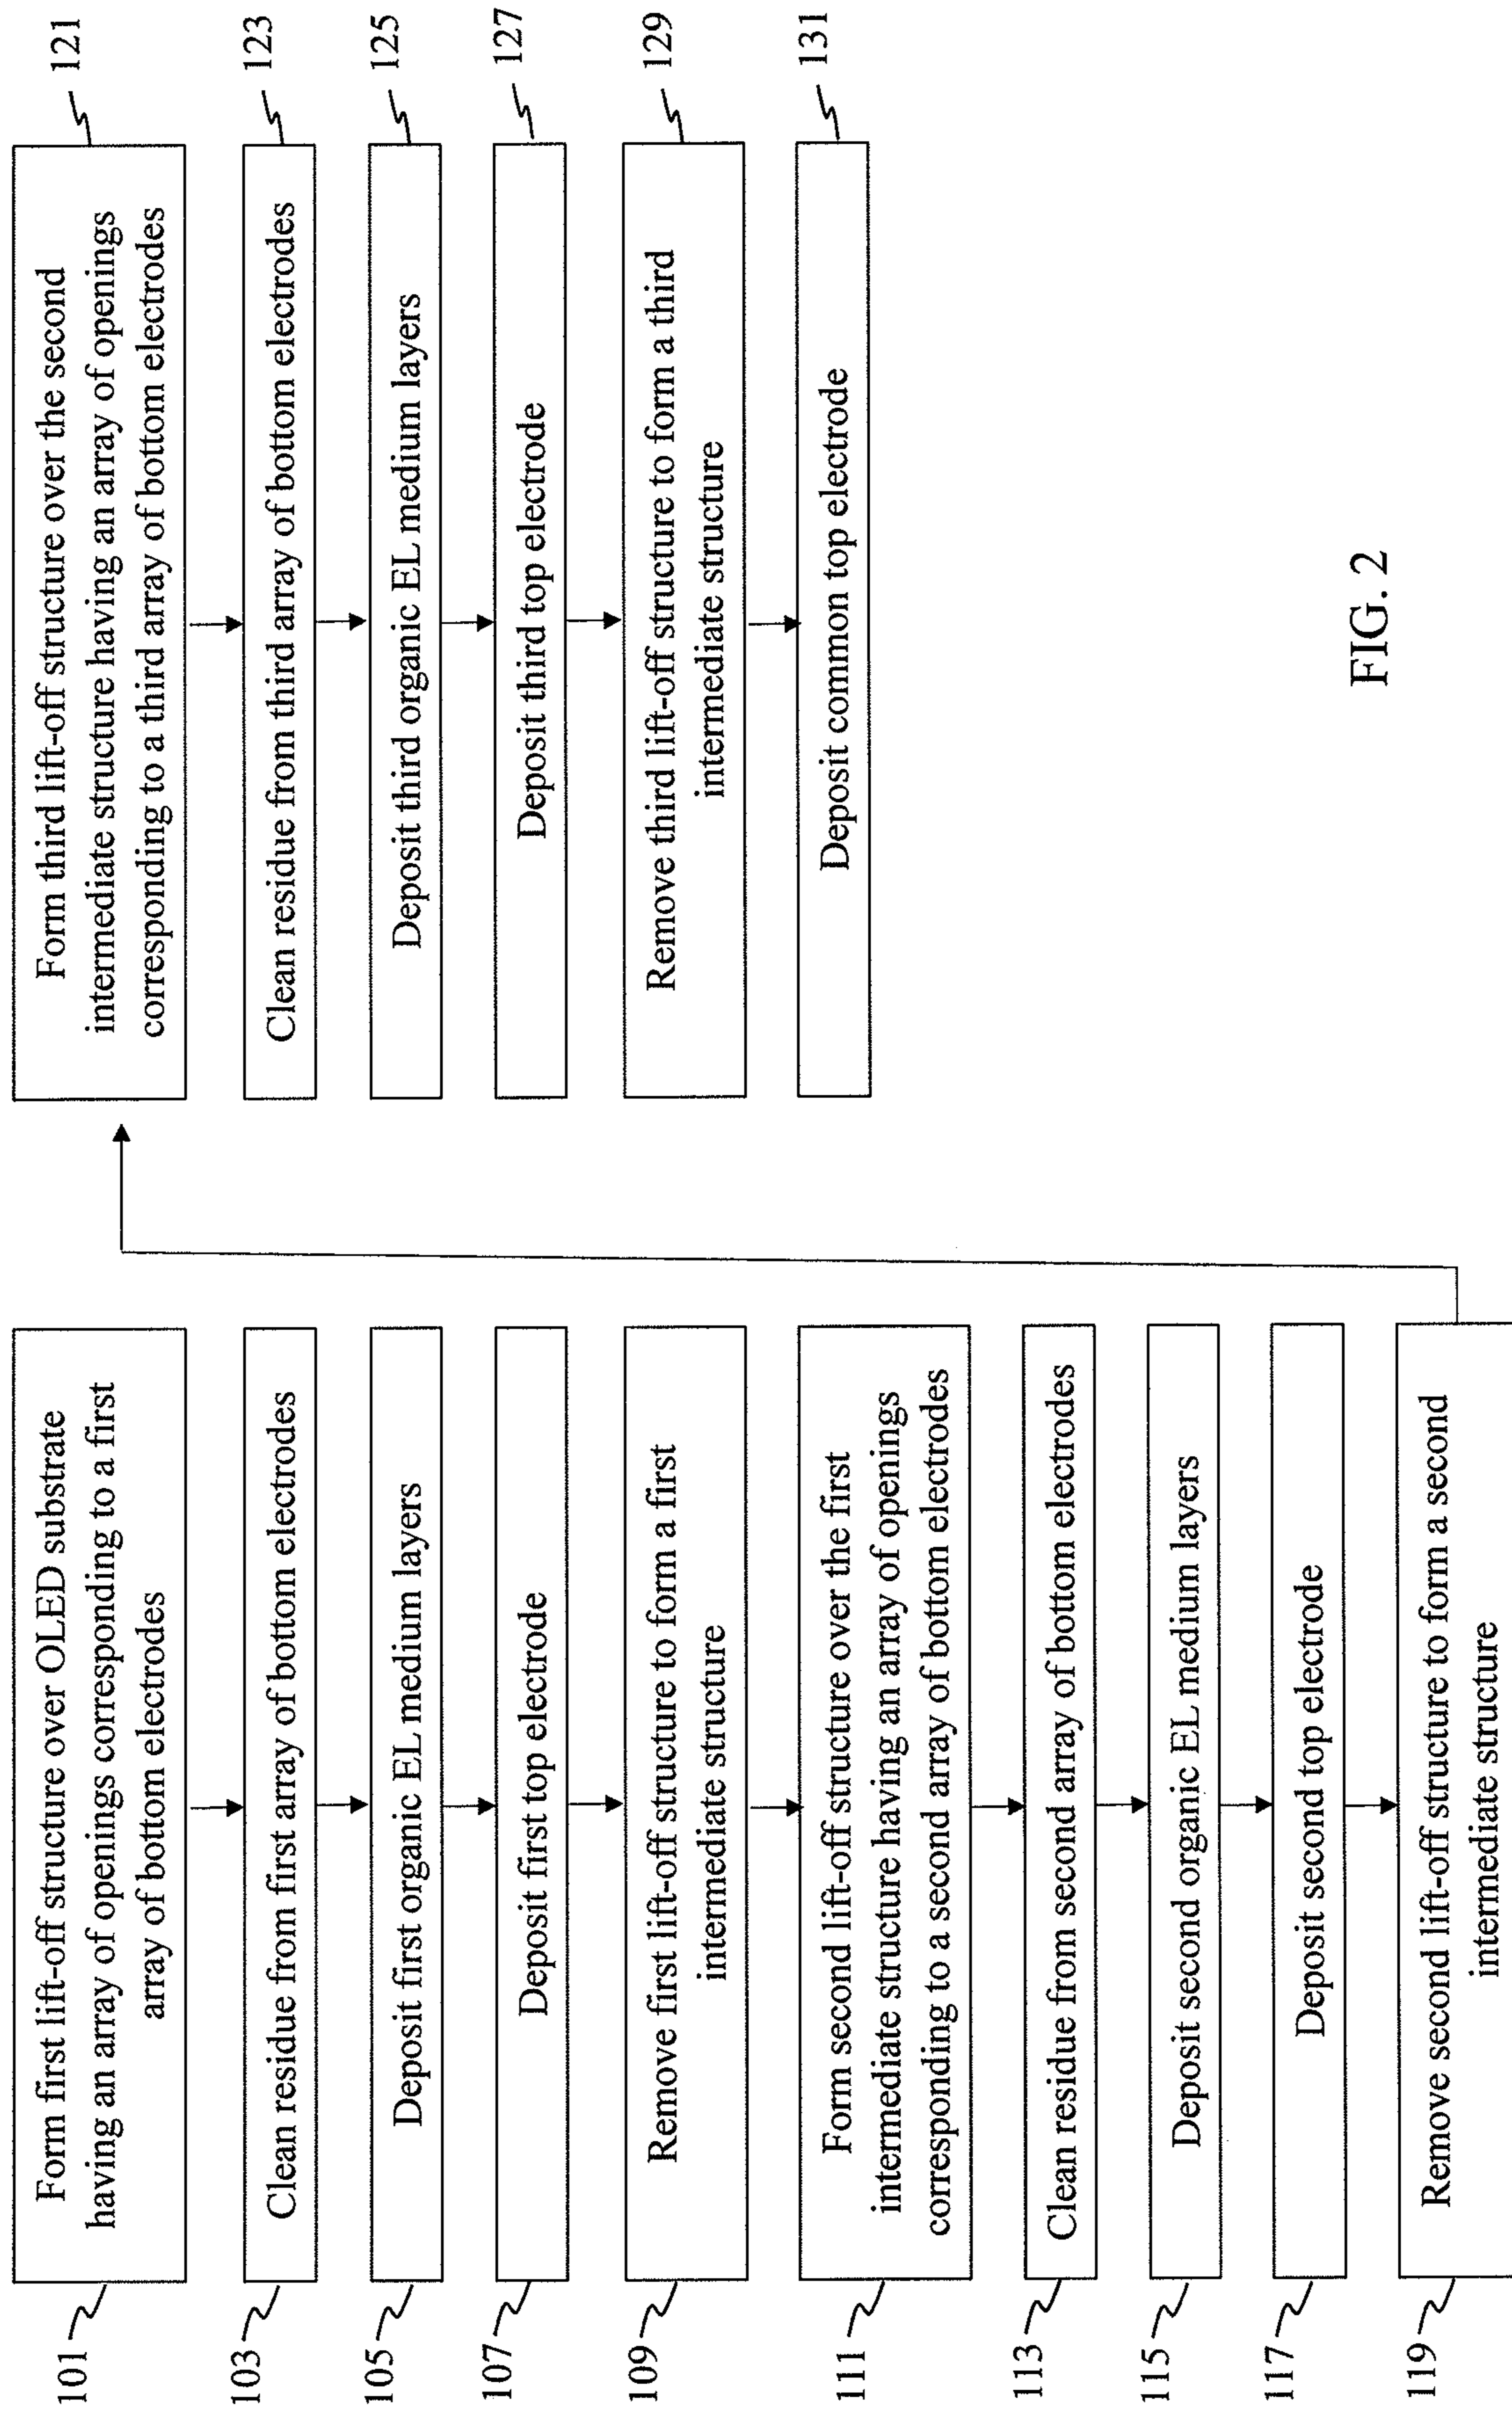 101
Form first lift-off structure over OLED substrate
having an array of openings corresponding to a first
array of bottom electrodes
103
Clean residue from first array of bottom electrodes
105
Deposit first organic EL medium layers
107
Deposit first top electrode
109
Remove first lift-off structure to form a first
intermediate structure
111
Form second lift-off structure over the first
intermediate structure having an array of openings
corresponding to a second array of bottom electrodes
113
Clean residue from second array of bottom electrodes
115
Deposit second organic EL medium layers
117
Deposit second top electrode
119
Remove second lift-off structure to form a second
intermediate structure
Form third lift-off structure over the second
intermediate structure having an array of openings
corresponding to a third array of bottom electrodes
121
Clean residue from third array of bottom electrodes
123
Deposit third organic EL medium layers
125
Deposit third top electrode
127
Remove third lift-off structure to form a third
intermediate structure
129
Deposit common top electrode
131
FIG. 2